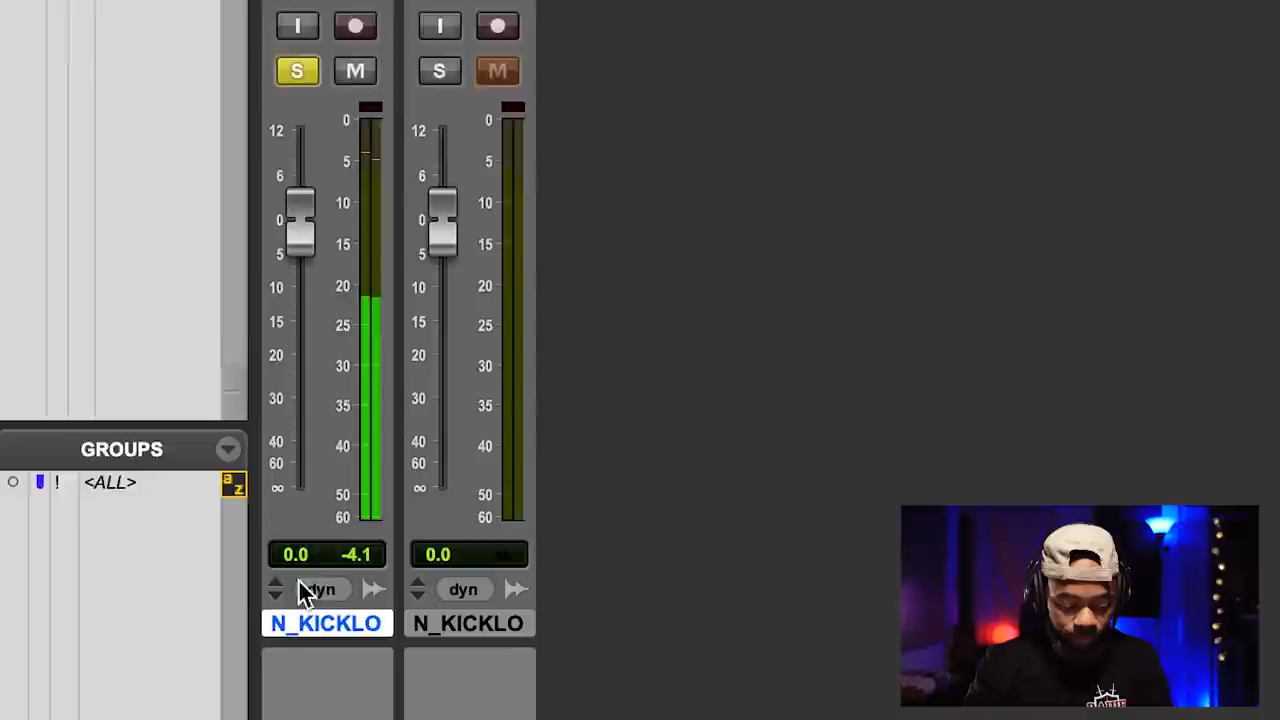 I I
S M S M
12 0 12 0
6 5 6 5
0 10 0 10
5 15 5 15
10 20 10 20
15 25 15 25
20 30 20 30
30 35 30 35
40 40 40 40
60 50 60 50
∞ 60 ∞ 60
GROUPS
! <ALL> a z
0.0 -4.1 0.0
dyn dyn
N_KICKLO N_KICKLO